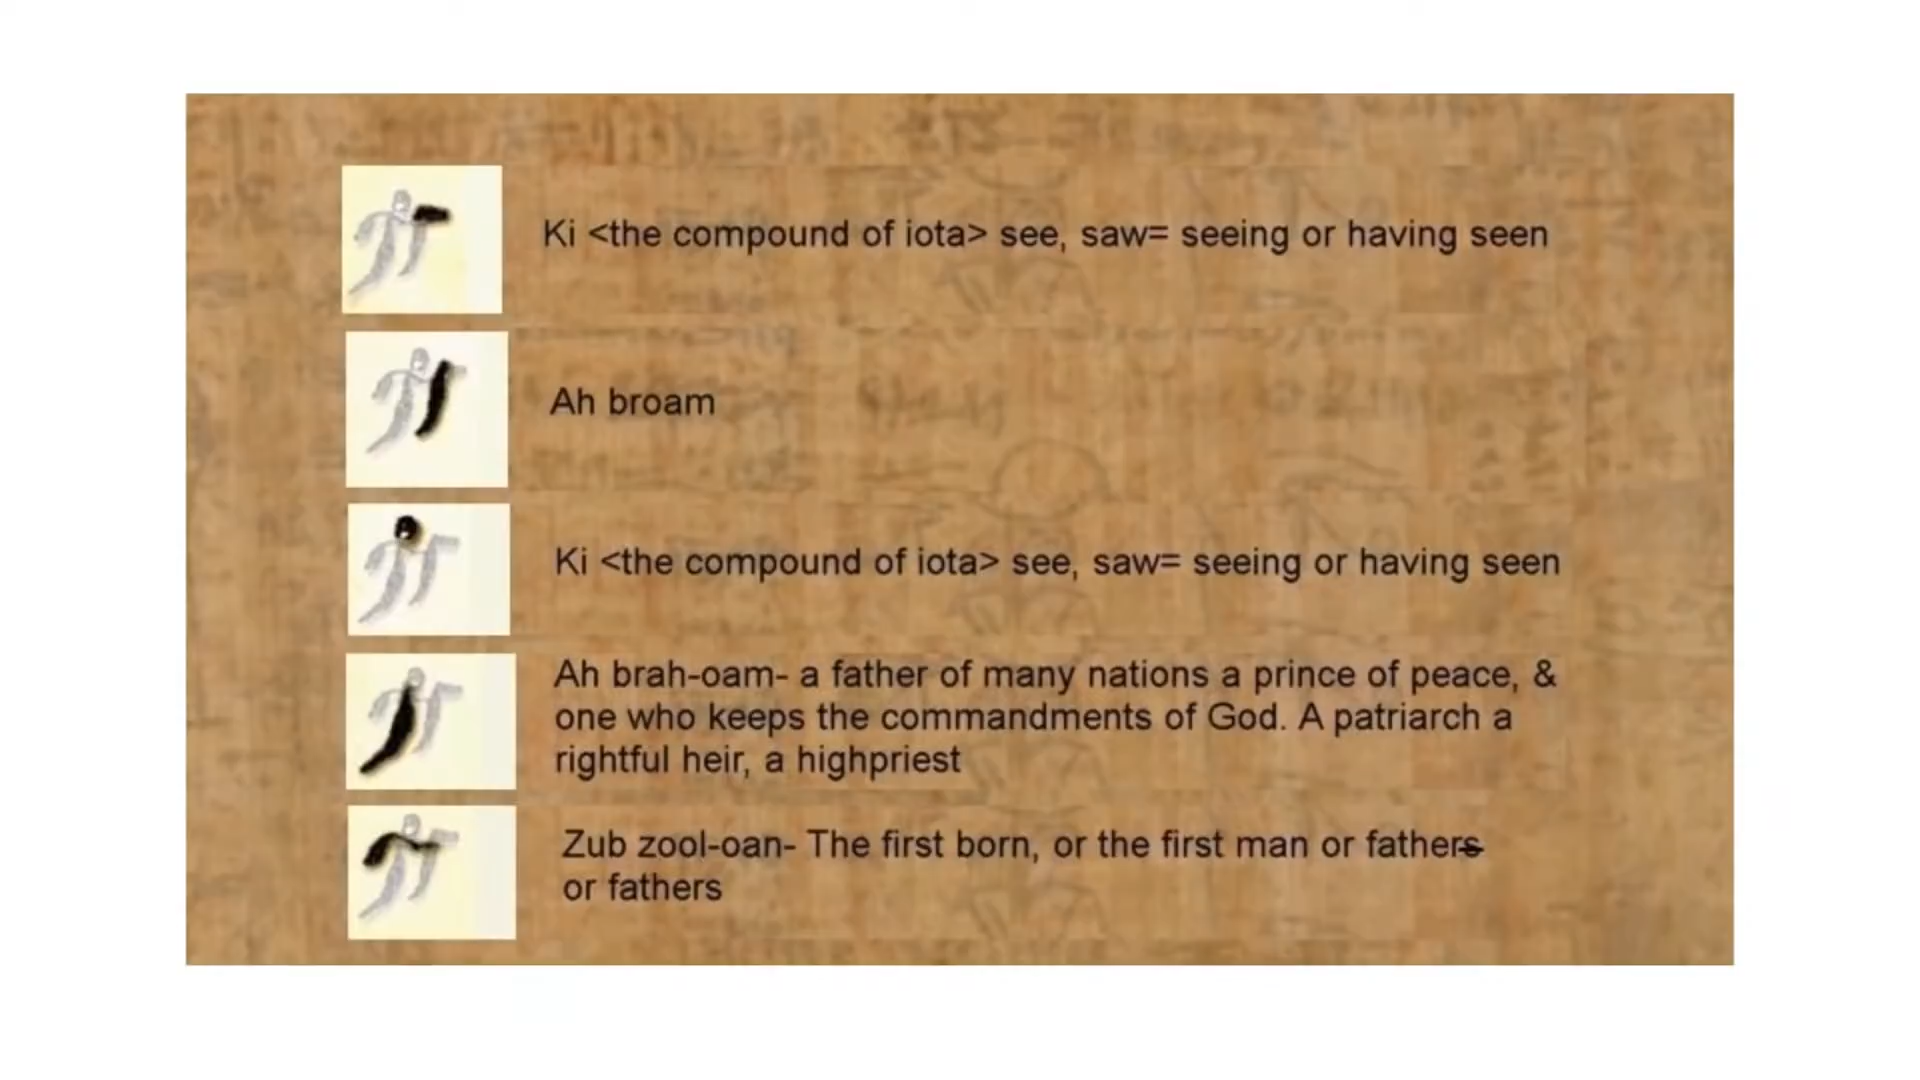 Ki <the compound of iota> see, saw= seeing or having seen
Ah broam
Ki <the compound of iota> see, saw= seeing or having seen
Ah brah-oam- a father of many nations a prince of peace, &
one who keeps the commandments of God. A patriarch a
rightful heir, a highpriest
Zub zool-oan- The first born, or the first man or fathers
or fathers